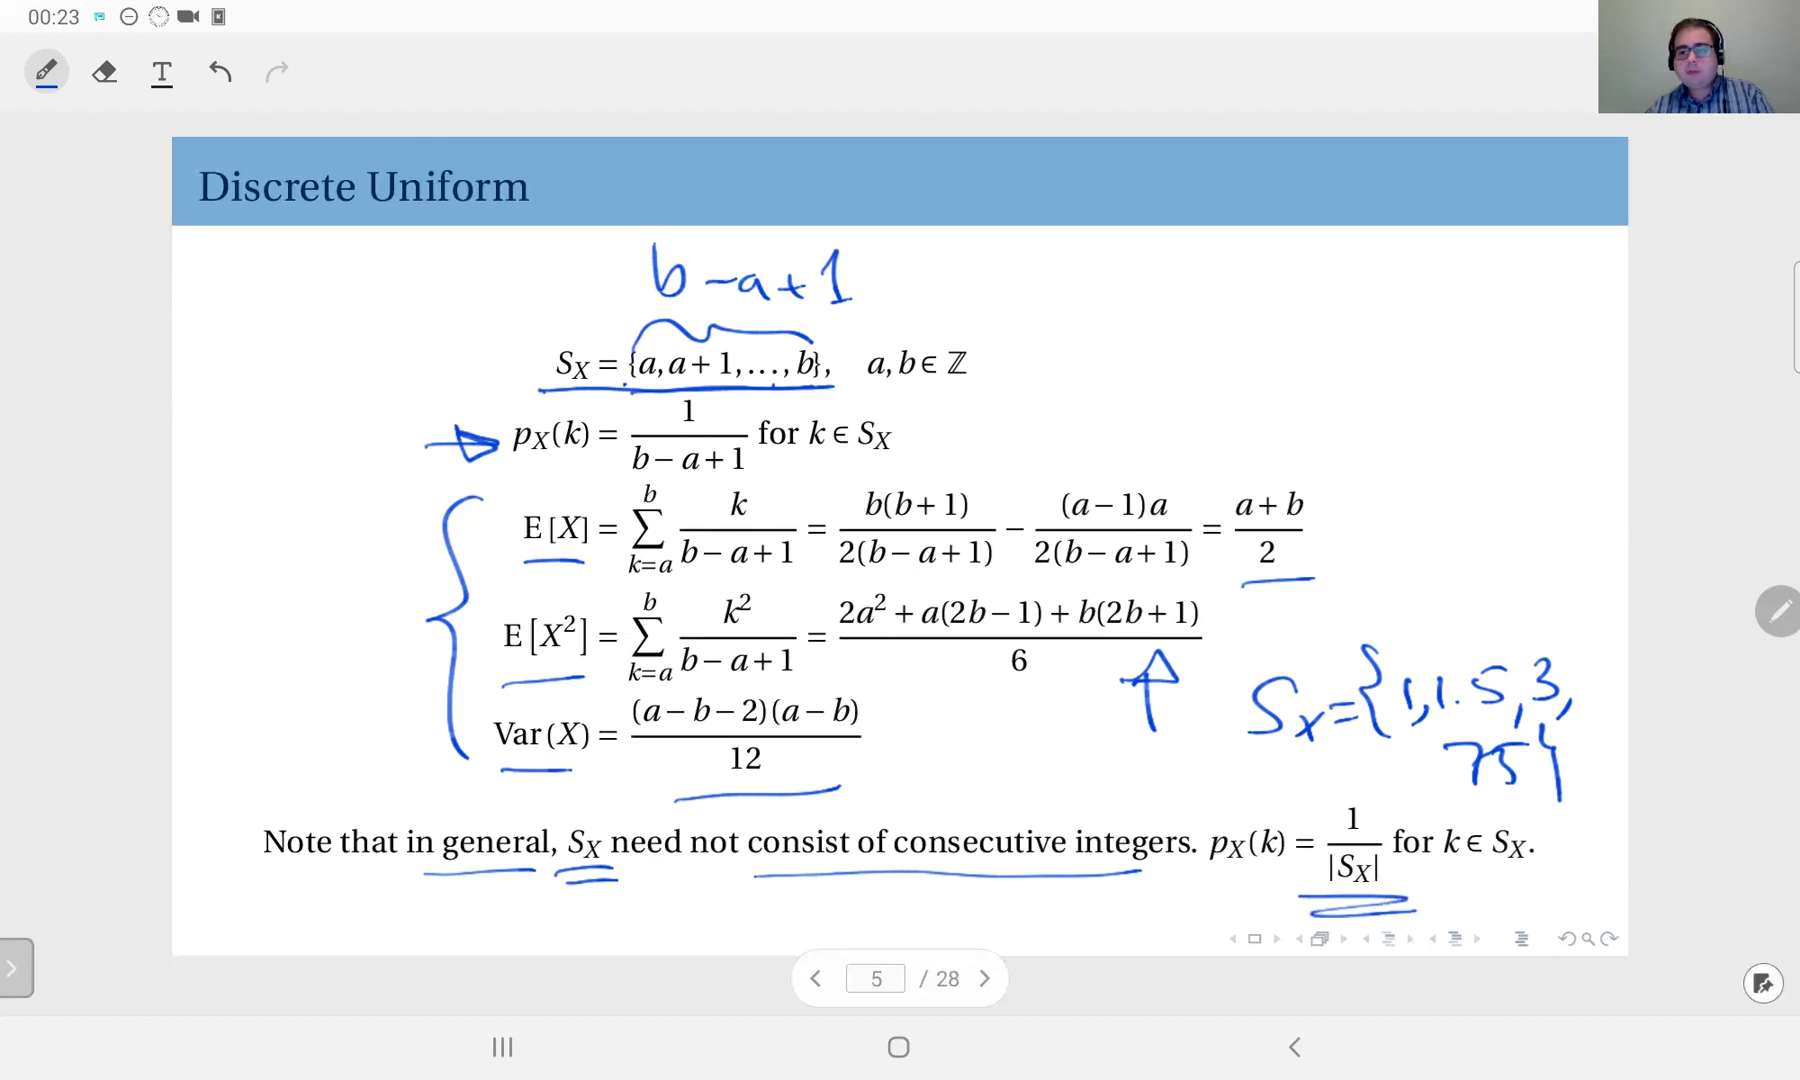 00:23
Discrete Uniform
b - a + 1
S_X = {a, a + 1, ..., b},   a, b ∈ ℤ
p_X(k) = 1/(b − a + 1) for k ∈ S_X
E[X] = ∑_{k=a}^{b} k/(b − a + 1) = b(b + 1)/(2(b − a + 1)) − (a − 1)a/(2(b − a + 1)) = (a + b)/2
E[X²] = ∑_{k=a}^{b} k²/(b − a + 1) = (2a² + a(2b − 1) + b(2b + 1))/6
S_X = {1, 1.5, 3,
75}
Var(X) = (a − b − 2)(a − b)/12
Note that in general, S_X need not consist of consecutive integers. p_X(k) = 1/|S_X| for k ∈ S_X.
5 / 28